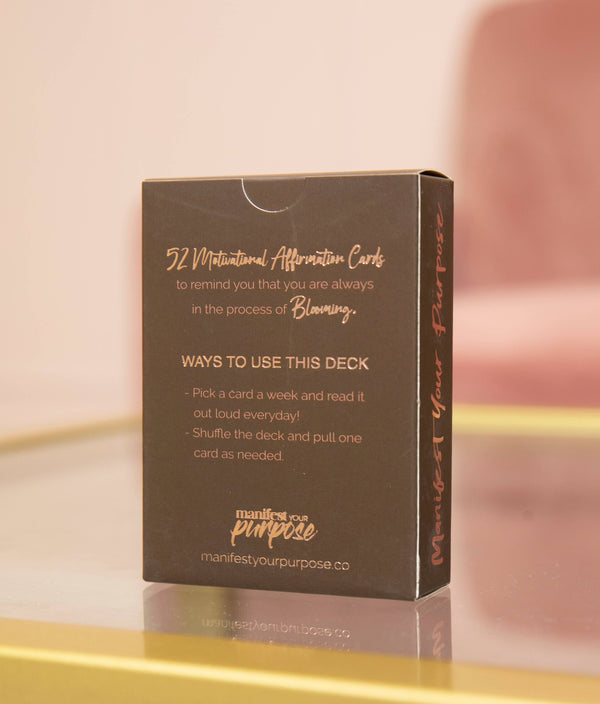 52 Motivational Affirmation Cards
to remind you that you are always
in the process of Blooming.
WAYS TO USE THIS DECK
- Pick a card a week and read it
out loud everyday!
- Shuffle the deck and pull one
card as needed.
manifest YOUR
purpose
manifestyourpurpose.co
Manifest Your Purpose